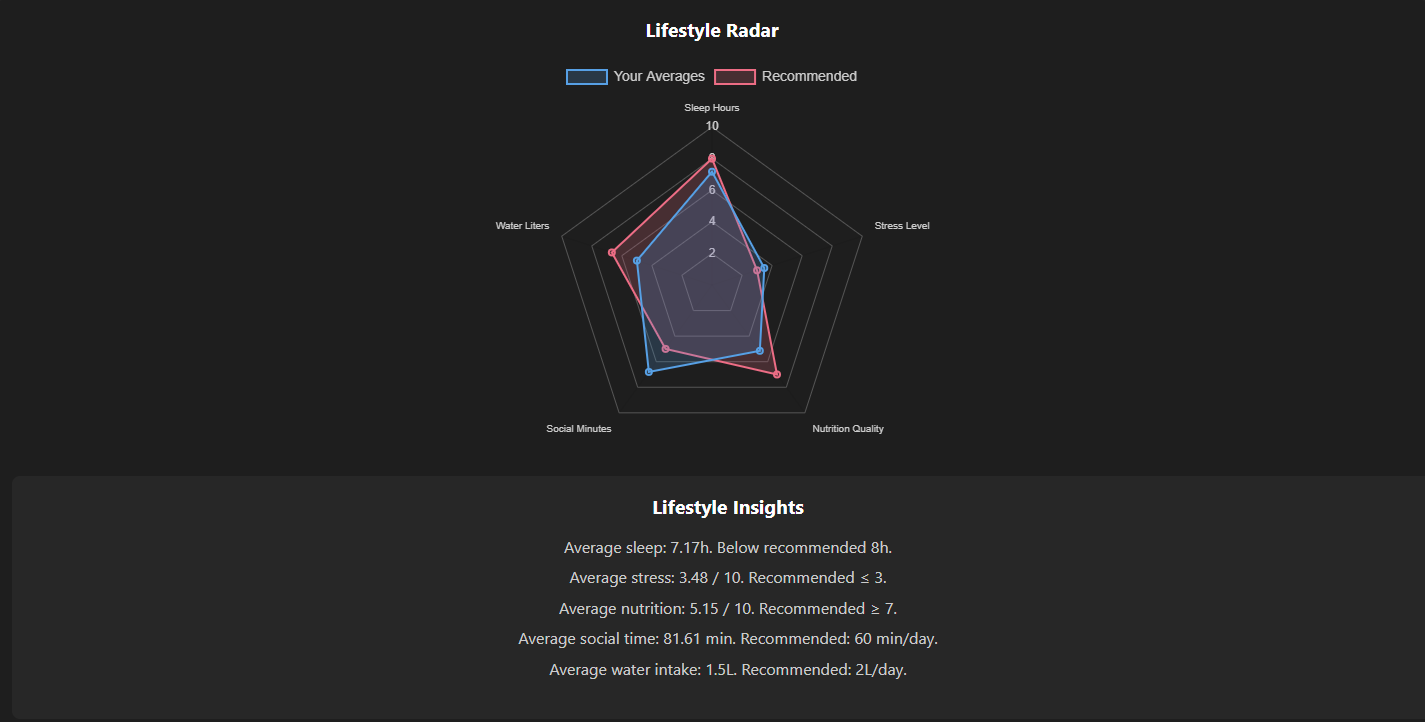 Lifestyle Radar
Your Averages Recommended
Sleep Hours
10
8
6
4
2
Water Liters
Stress Level
Social Minutes
Nutrition Quality
Lifestyle Insights
Average sleep: 7.17h. Below recommended 8h.
Average stress: 3.48 / 10. Recommended ≤ 3.
Average nutrition: 5.15 / 10. Recommended ≥ 7.
Average social time: 81.61 min. Recommended: 60 min/day.
Average water intake: 1.5L. Recommended: 2L/day.